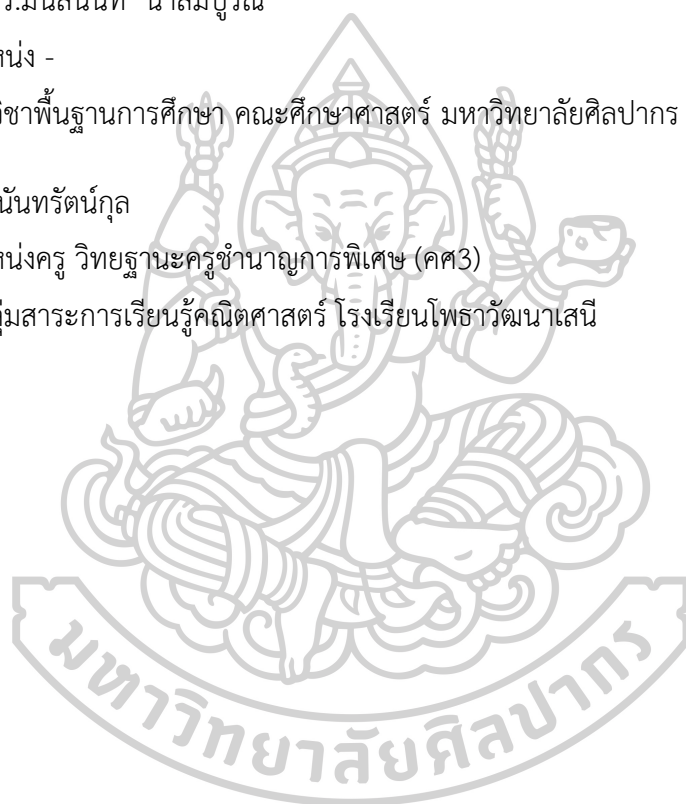 หน่ง -
วิชาพื้นฐานการศึกษา คณะศึกษาศาสตร์ มหาวิทยาลัยศิลปากร
นันทรัตน์กุล
หน่งครู วิทยฐานะครูชำนาญการพิเศษ (คศ3)
ุ่มสาระการเรียนรู้คณิตศาสตร์ โรงเรียนโพธาวัฒนาเสนี
มหาวิทยาลัยศิลปากร